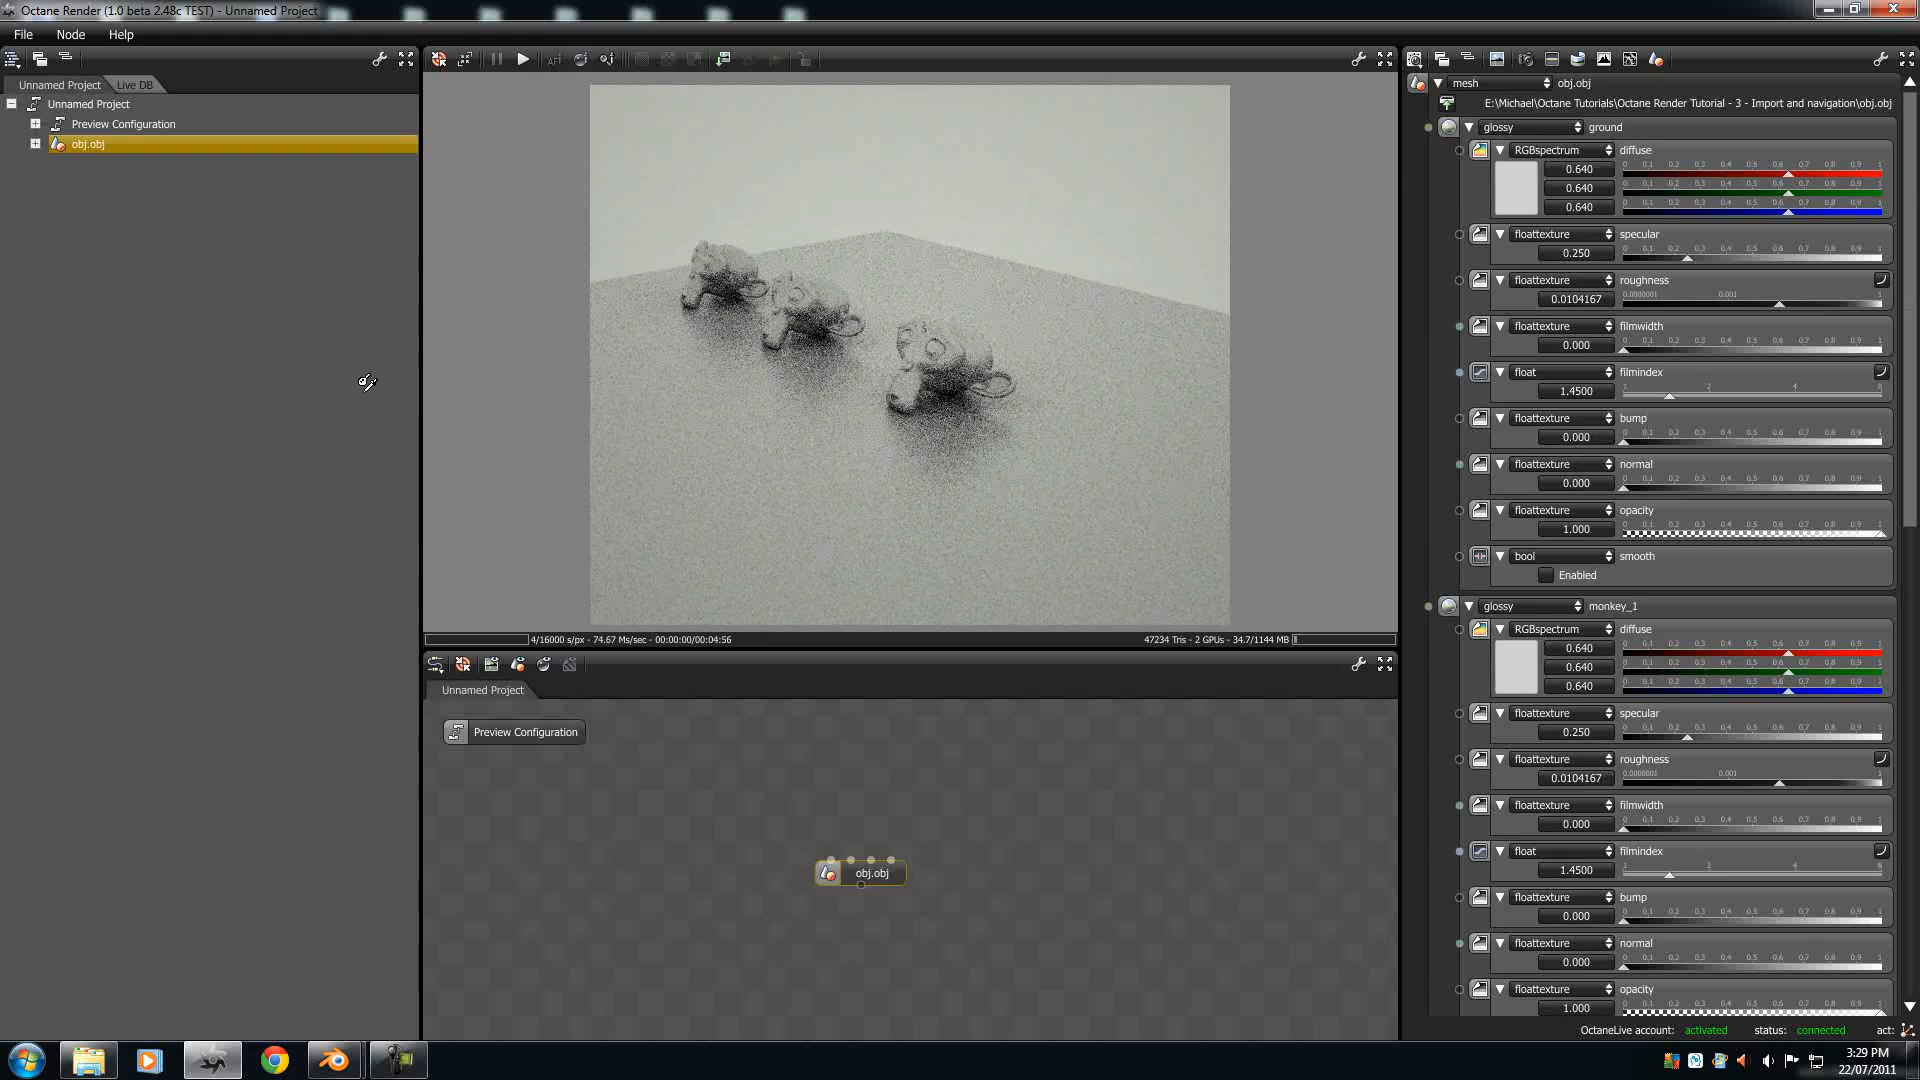 Octane Render (1.0 beta 2.48c TEST) - Unnamed Project
File Node Help
Unnamed Project Live DB
Unnamed Project
Preview Configuration
obj.obj
4/16000 s/px - 74.67 Ms/sec - 00:00:00/00:04:56
47234 Tris - 2 GPUs - 34.7/1144 MB
Unnamed Project
Preview Configuration
obj.obj
mesh obj.obj
E:\Michael\Octane Tutorials\Octane Render Tutorial - 3 - Import and navigation\obj.obj
glossy ground
RGBspectrum diffuse
0.640
0.640
0.640
floattexture specular
0.250
floattexture roughness
0.0104167
floattexture filmwidth
0.000
float filmindex
1.4500
floattexture bump
0.000
floattexture normal
0.000
floattexture opacity
1.000
bool smooth
Enabled
glossy monkey_1
RGBspectrum diffuse
0.640
0.640
0.640
floattexture specular
0.250
floattexture roughness
0.0104167
floattexture filmwidth
0.000
float filmindex
1.4500
floattexture bump
0.000
floattexture normal
0.000
floattexture opacity
1.000
OctaneLive account: activated status: connected act:
3:29 PM
22/07/2011